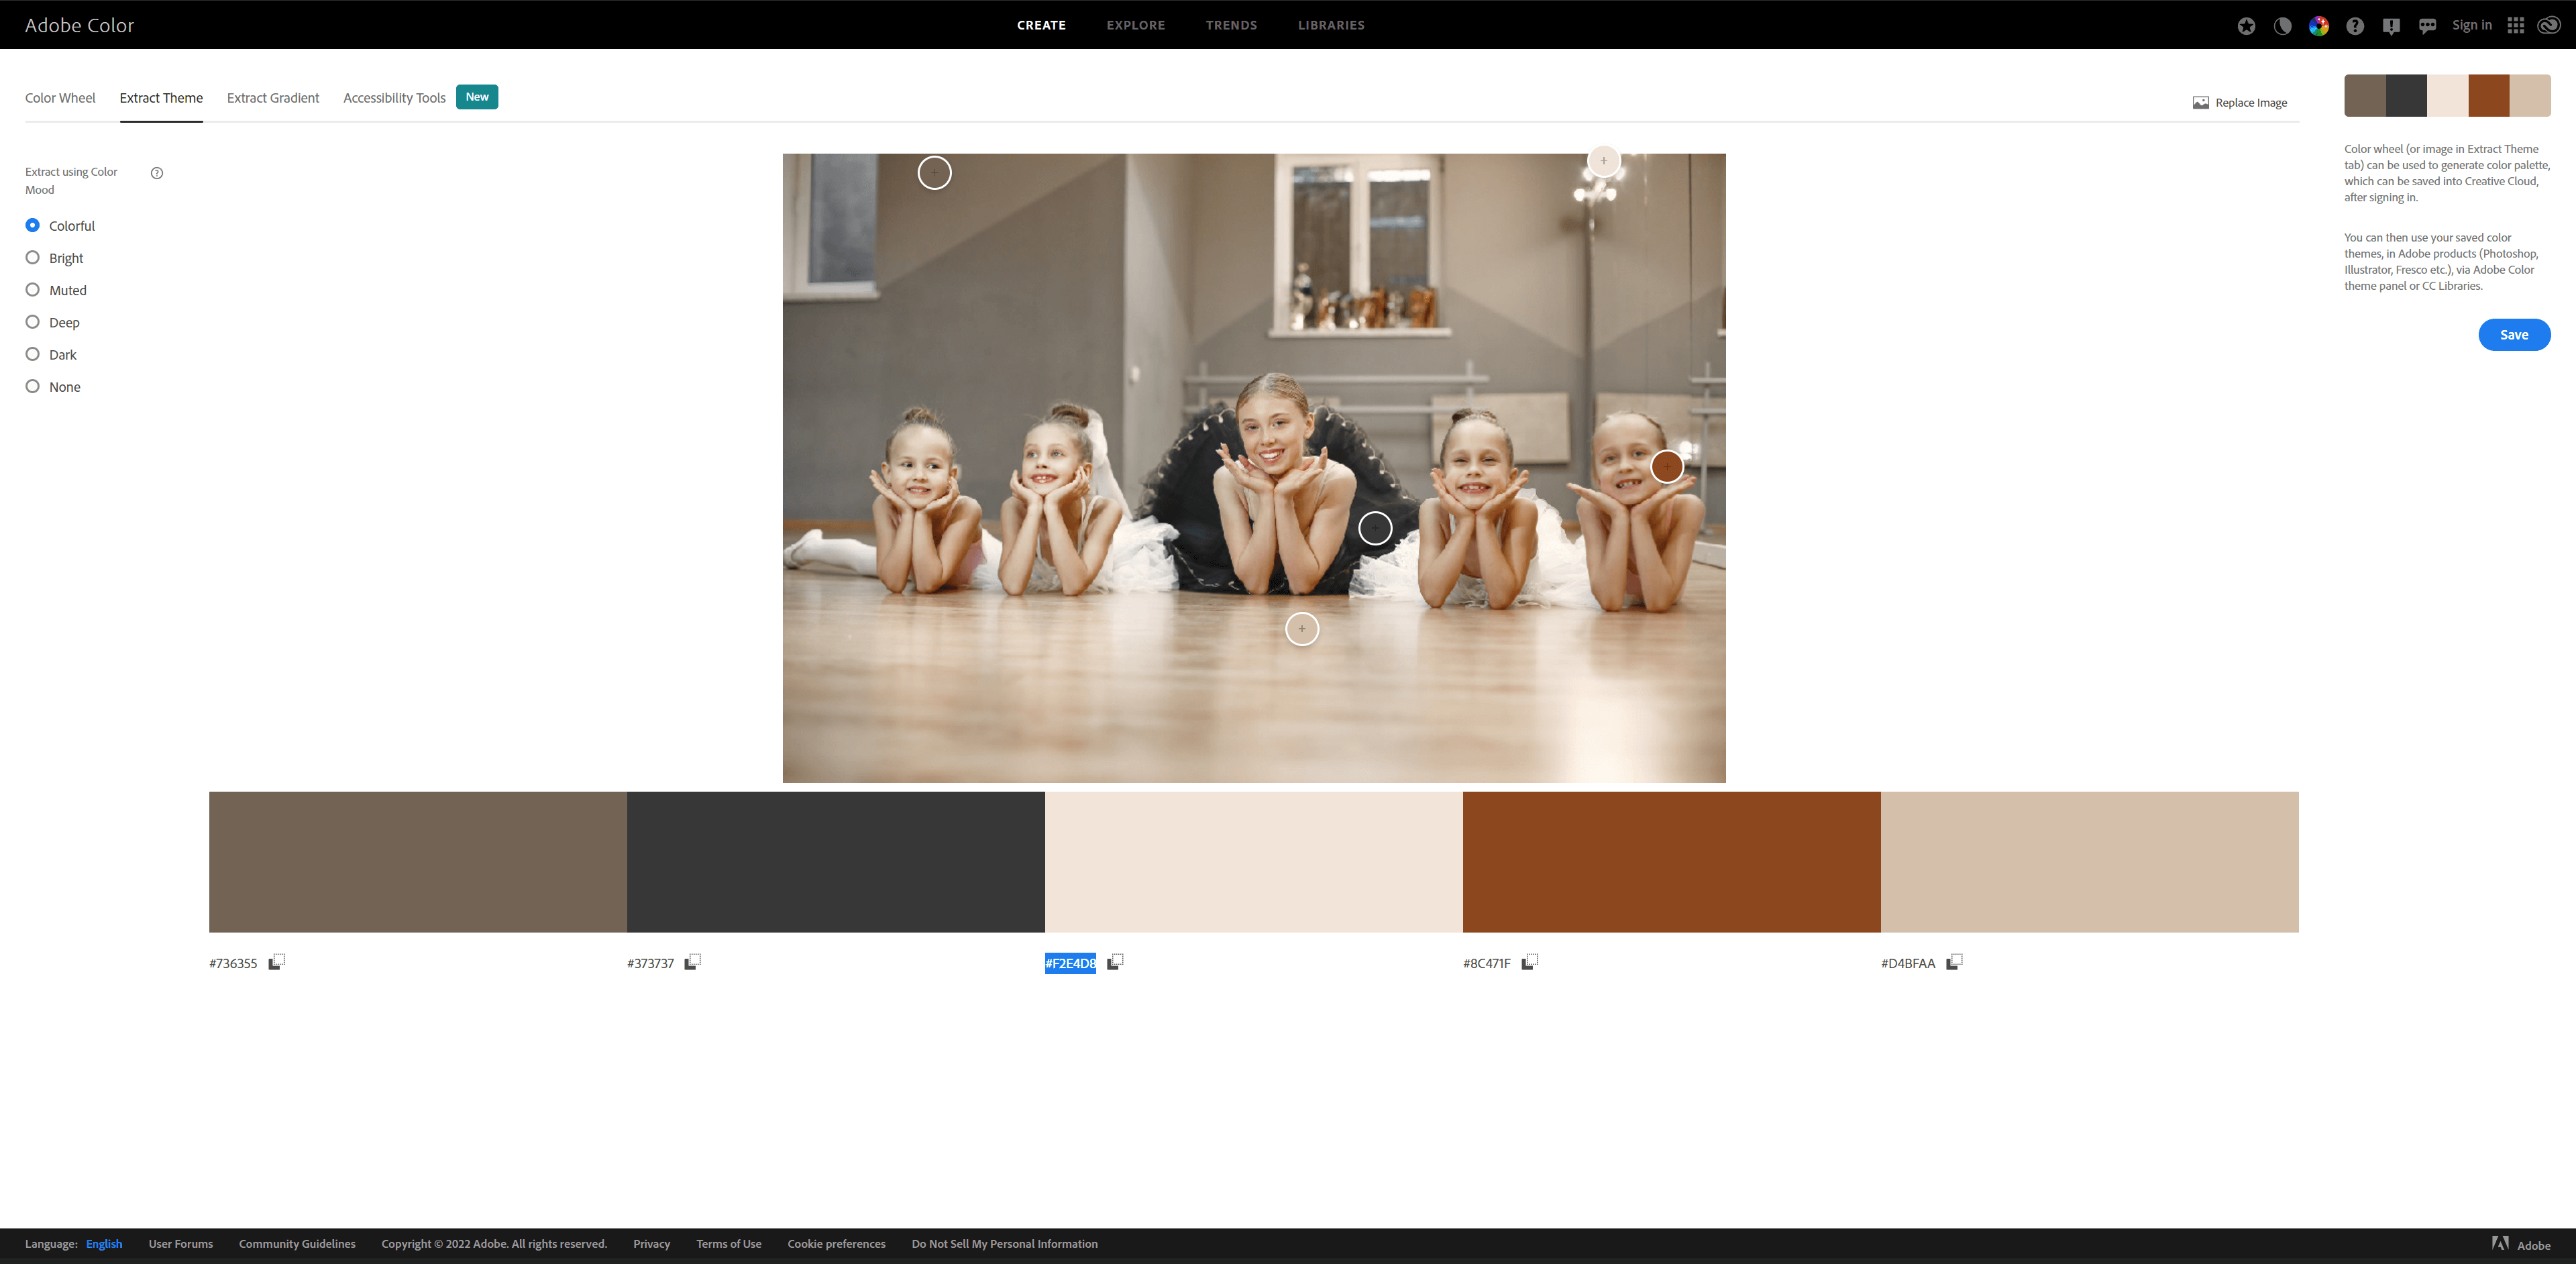 Adobe Color
CREATE EXPLORE TRENDS LIBRARIES
Sign in
Color Wheel Extract Theme Extract Gradient Accessibility Tools New
Replace Image
Extract using Color
Mood
Colorful
Bright
Muted
Deep
Dark
None
Color wheel (or image in Extract Theme
tab) can be used to generate color palette,
which can be saved into Creative Cloud,
after signing in.
You can then use your saved color
themes, in Adobe products (Photoshop,
Illustrator, Fresco etc.), via Adobe Color
theme panel or CC Libraries.
Save
#736355 #373737 #F2E4D8 #8C471F #D4BFAA
Language: English User Forums Community Guidelines Copyright © 2022 Adobe. All rights reserved. Privacy Terms of Use Cookie preferences Do Not Sell My Personal Information Adobe